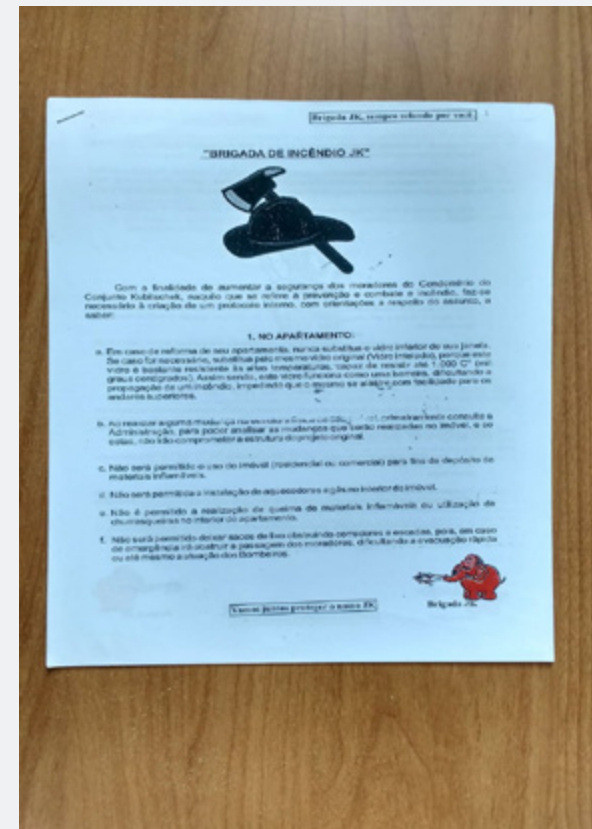 Brigada JK, sempre zelando por você.
"BRIGADA DE INCÊNDIO JK"
Com a finalidade de aumentar a segurança dos moradores do Condomínio do
Conjunto Kubitschek, naquilo que se refere à prevenção e combate a incêndio, faz-se
necessário à criação de um protocolo interno, com orientações a respeito do assunto, a
saber:
1. NO APARTAMENTO:
a. Em caso de reforma de seu apartamento, nunca substitua o vidro inferior de sua janela.
Se caso for necessário, substitua pelo mesmo vidro original (Vidro), porque este
vidro é bastante resistente às altas temperaturas, capaz de resistir até 1.000 C° (mil
graus centígrados). Assim sendo, este vidro funciona como uma barreira, dificultando a
propagação de um incêndio, impedindo que o mesmo se alastre com facilidade para os
andares superiores.
b. Ao realizar alguma mudança na primeiramente consulte a
Administração, para poder analisar as mudanças que serão realizadas no imóvel, e se
estas, não irão comprometer a estrutura do projeto original.
c. Não será permitido o uso do imóvel (residencial ou comercial) para fins de depósito de
materiais inflamáveis.
d. Não será permitida a instalação de aquecedores a gás no interior do imóvel.
e. Não é permitido a realização de queima de materiais inflamáveis ou utilização de
churrasqueiras no interior do apartamento.
f. Não será permitido deixar sacos de lixo obstruindo corredores e escadas, pois, em caso
de emergência irá obstruir a passagem dos moradores, dificultando a evacuação rápida
ou até mesmo a atuação dos Bombeiros.
Vamos juntos proteger o nosso JK.
Brigada JK.